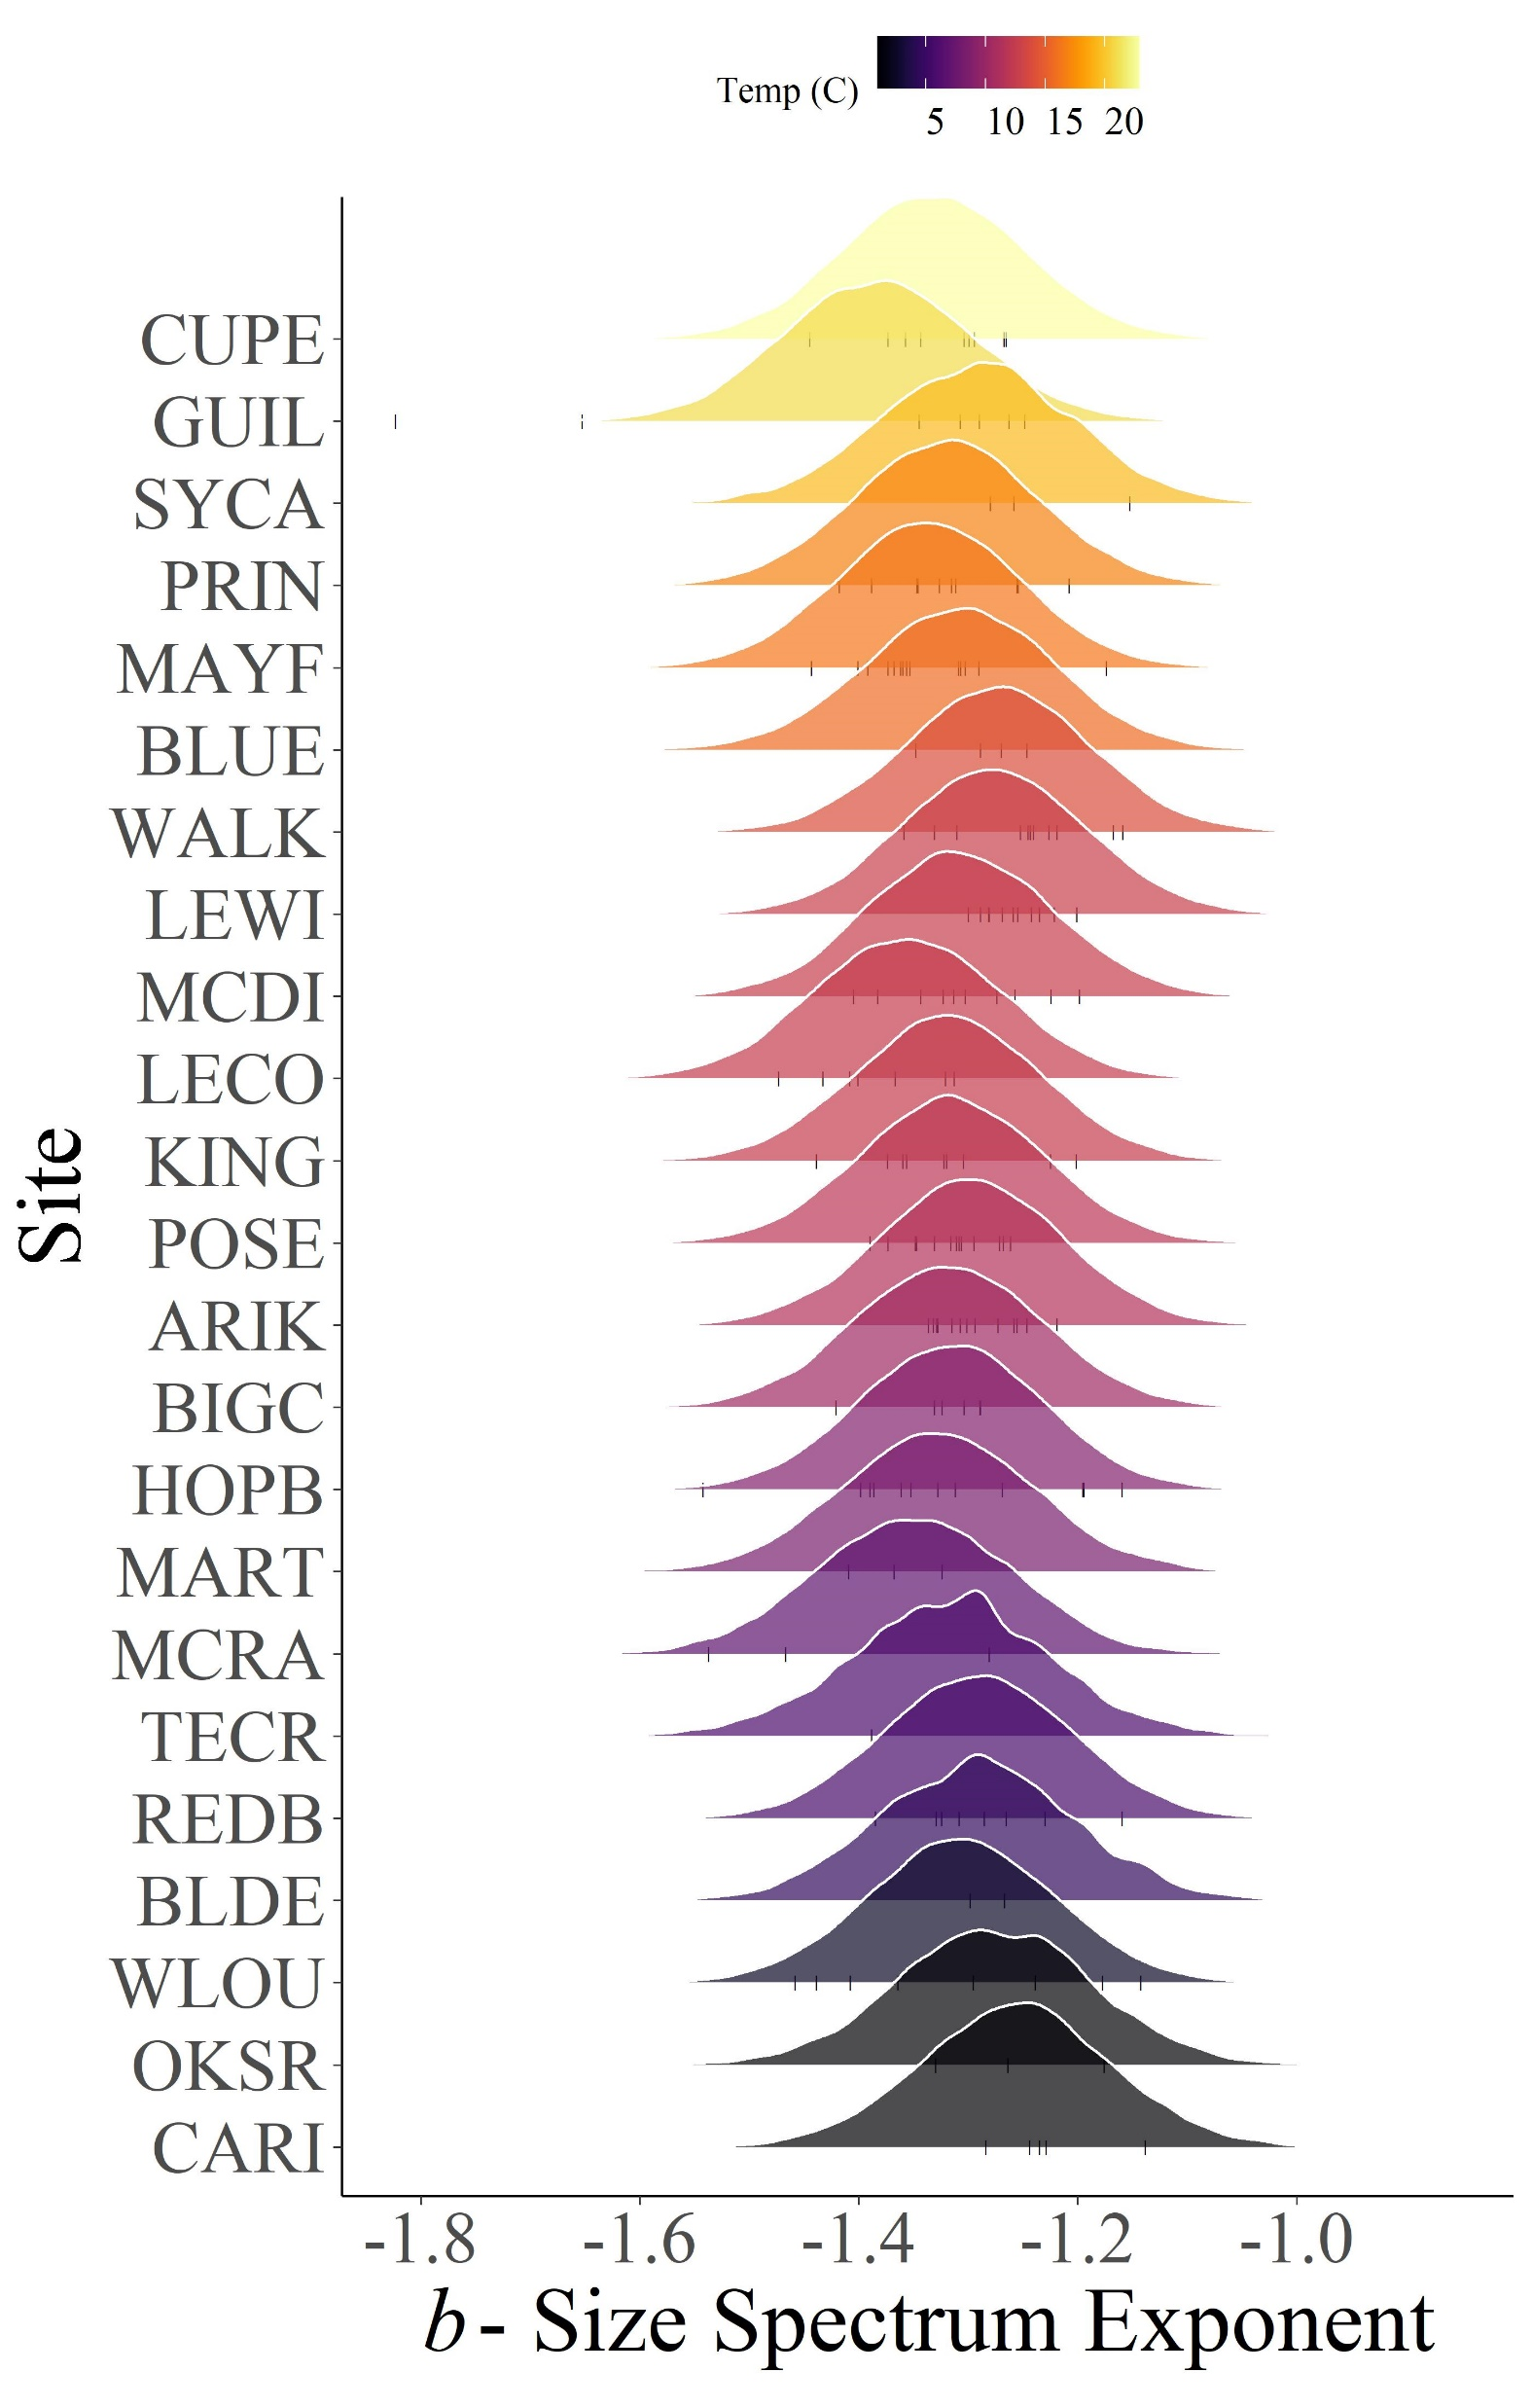 Temp (C)
5 10 15 20
CUPE
GUIL
SYCA
PRIN
MAYF
BLUE
WALK
LEWI
MCDI
LECO
KING
POSE
ARIK
BIGC
HOPB
MART
MCRA
TECR
REDB
BLDE
WLOU
OKSR
CARI
Site
-1.8 -1.6 -1.4 -1.2 -1.0
b - Size Spectrum Exponent